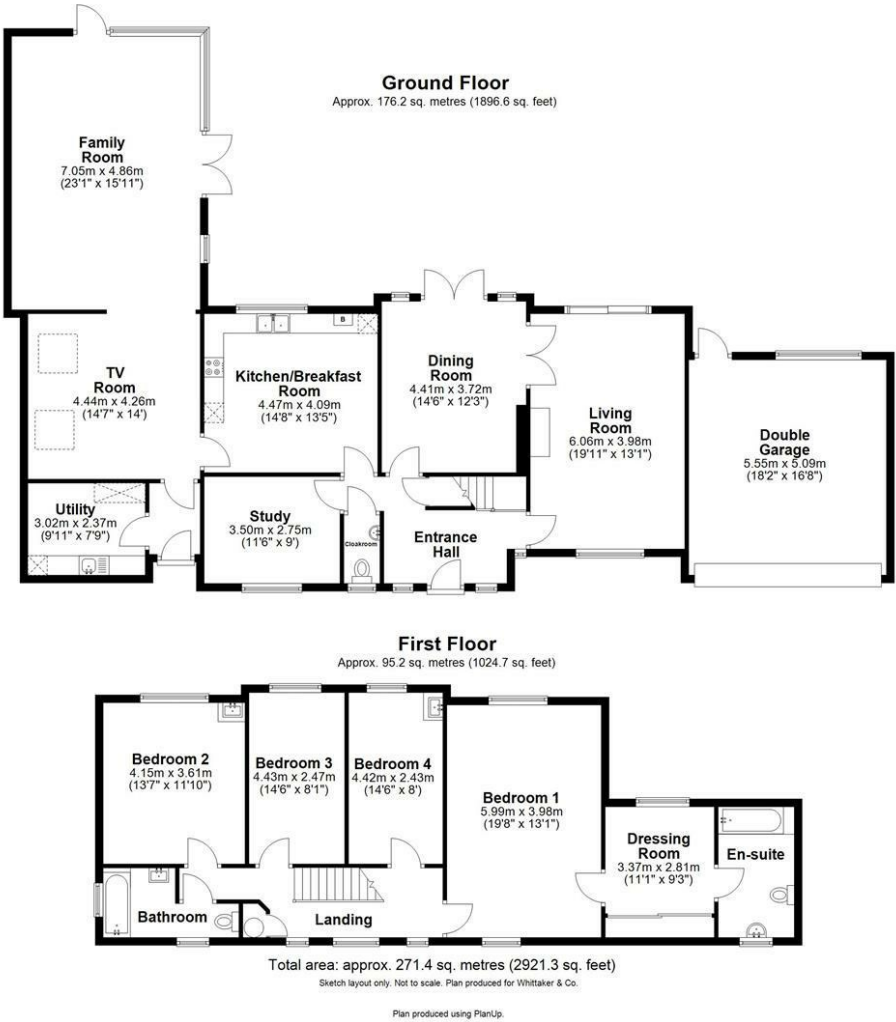 Ground Floor
Approx. 176.2 sq. metres (1896.6 sq. feet)
Family
Room
7.05m x 4.86m
(23'1" x 15'11")
TV
Room
4.44m x 4.26m
(14'7" x 14')
B
Kitchen/Breakfast
Room
4.47m x 4.09m
(14'8" x 13'5")
Dining
Room
4.41m x 3.72m
(14'6" x 12'3")
Living
Room
6.06m x 3.98m
(19'11" x 13'1")
Double
Garage
5.55m x 5.09m
(18'2" x 16'8")
Utility
3.02m x 2.37m
(9'11" x 7'9")
Study
3.50m x 2.75m
(11'6" x 9')
Cloakroom
Entrance
Hall
First Floor
Approx. 95.2 sq. metres (1024.7 sq. feet)
Bedroom 2
4.15m x 3.61m
(13'7" x 11'10")
Bedroom 3
4.43m x 2.47m
(14'6" x 8'1")
Bedroom 4
4.42m x 2.43m
(14'6" x 8')
Bedroom 1
5.99m x 3.98m
(19'8" x 13'1")
Dressing
Room
3.37m x 2.81m
(11'1" x 9'3")
En-suite
Bathroom
Landing
Total area: approx. 271.4 sq. metres (2921.3 sq. feet)
Sketch layout only. Not to scale. Plan produced for Whittaker & Co.
Plan produced using PlanUp.